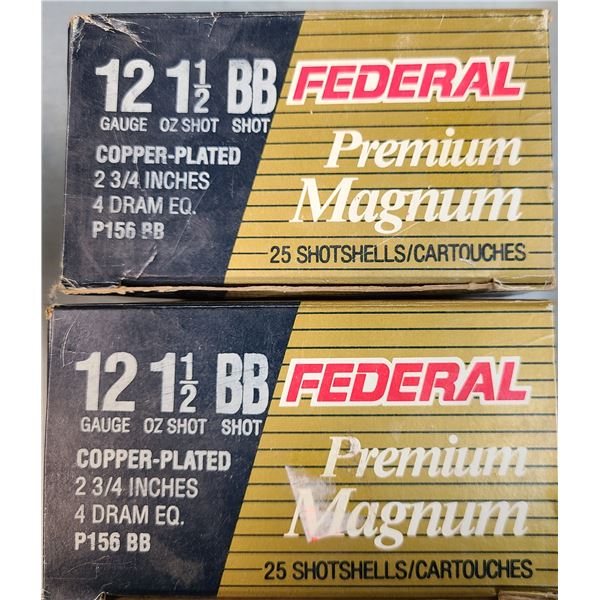 12 1 1/2 BB FEDERAL
GAUGE OZ SHOT SHOT
COPPER-PLATED Premium
2 3/4 INCHES Magnum
4 DRAM EQ.
P156 BB 25 SHOTSHELLS/CARTOUCHES
12 1 1/2 BB FEDERAL
GAUGE OZ SHOT SHOT
COPPER-PLATED Premium
2 3/4 INCHES Magnum
4 DRAM EQ.
P156 BB 25 SHOTSHELLS/CARTOUCHES